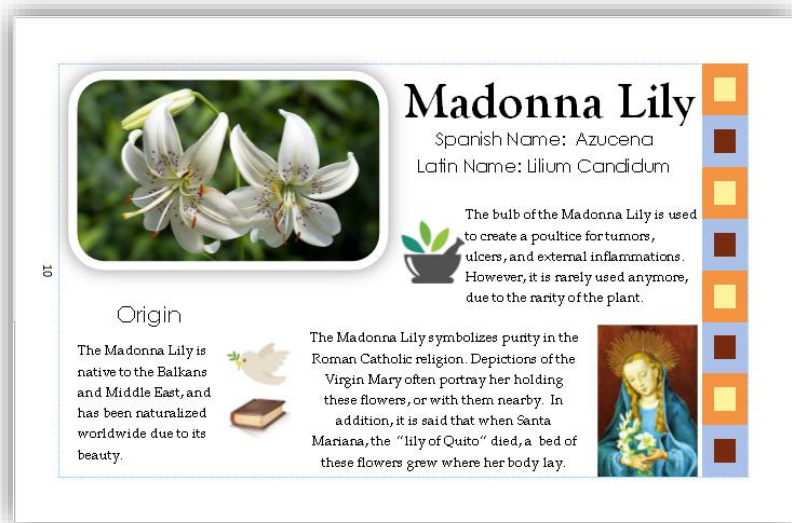 Madonna Lily
Spanish Name: Azucena
Latin Name: Lilium Candidum
The bulb of the Madonna Lily is used
to create a poultice for tumors,
ulcers, and external inflammations.
However, it is rarely used anymore,
due to the rarity of the plant.
10
Origin
The Madonna Lily is
native to the Balkans
and Middle East, and
has been naturalized
worldwide due to its
beauty.
The Madonna Lily symbolizes purity in the
Roman Catholic religion. Depictions of the
Virgin Mary often portray her holding
these flowers, or with them nearby. In
addition, it is said that when Santa
Mariana, the "lily of Quito" died, a bed of
these flowers grew where her body lay.